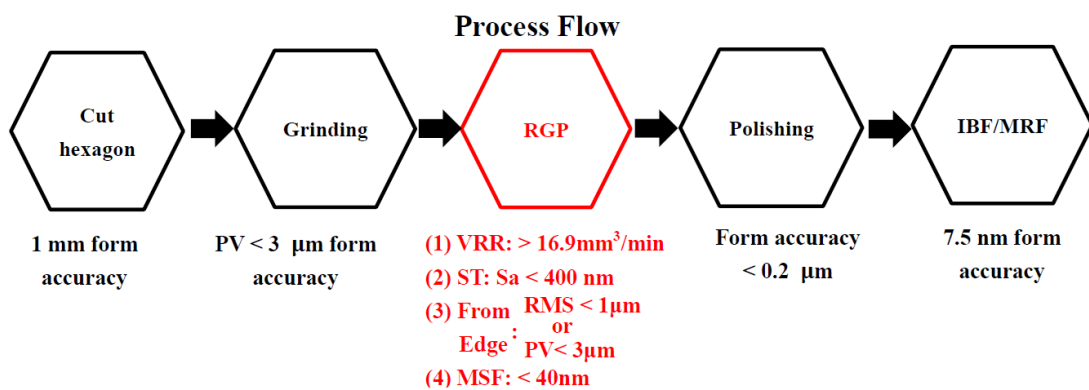 Process Flow
Cut
hexagon
Grinding
RGP
Polishing
IBF/MRF
1 mm form
accuracy
PV < 3 μm form
accuracy
(1) VRR: > 16.9mm³/min
(2) ST: Sa < 400 nm
(3) From RMS < 1μm
: or
Edge PV< 3μm
(4) MSF: < 40nm
Form accuracy
< 0.2 μm
7.5 nm form
accuracy